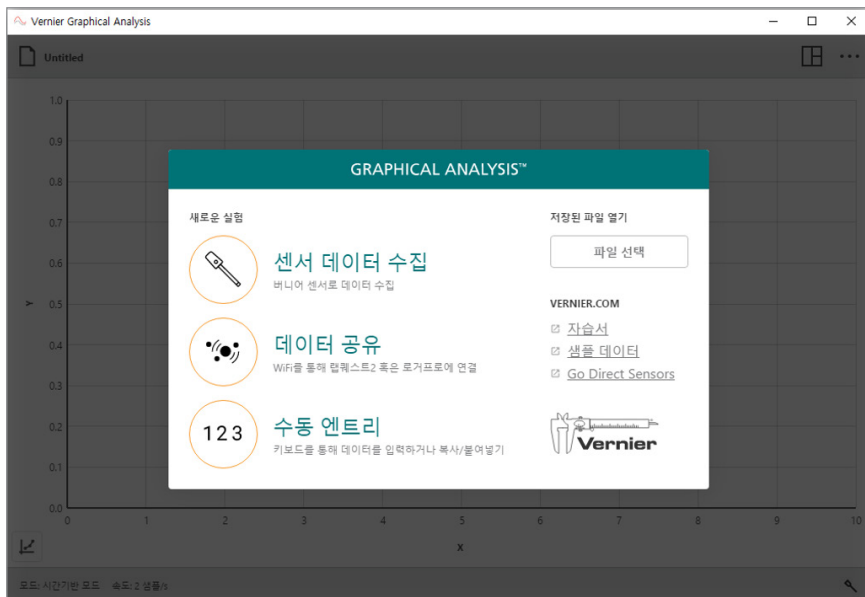 Vernier Graphical Analysis
Untitled
1.0
0.9
0.8
0.7
0.6
0.5
0.4
0.3
0.2
0.1
0.0
Y
0 1 2 3 4 5 6 7 8 9 10
X
GRAPHICAL ANALYSIS™
새로운 실험
센서 데이터 수집
버니어 센서로 데이터 수집
데이터 공유
WiFi를 통해 랩퀘스트2 혹은 로거프로에 연결
123
수동 엔트리
키보드를 통해 데이터를 입력하거나 복사/붙여넣기
저장된 파일 열기
파일 선택
VERNIER.COM
자습서
샘플 데이터
Go Direct Sensors
Vernier
모드: 시간기반 모드 속도: 2 샘플/s